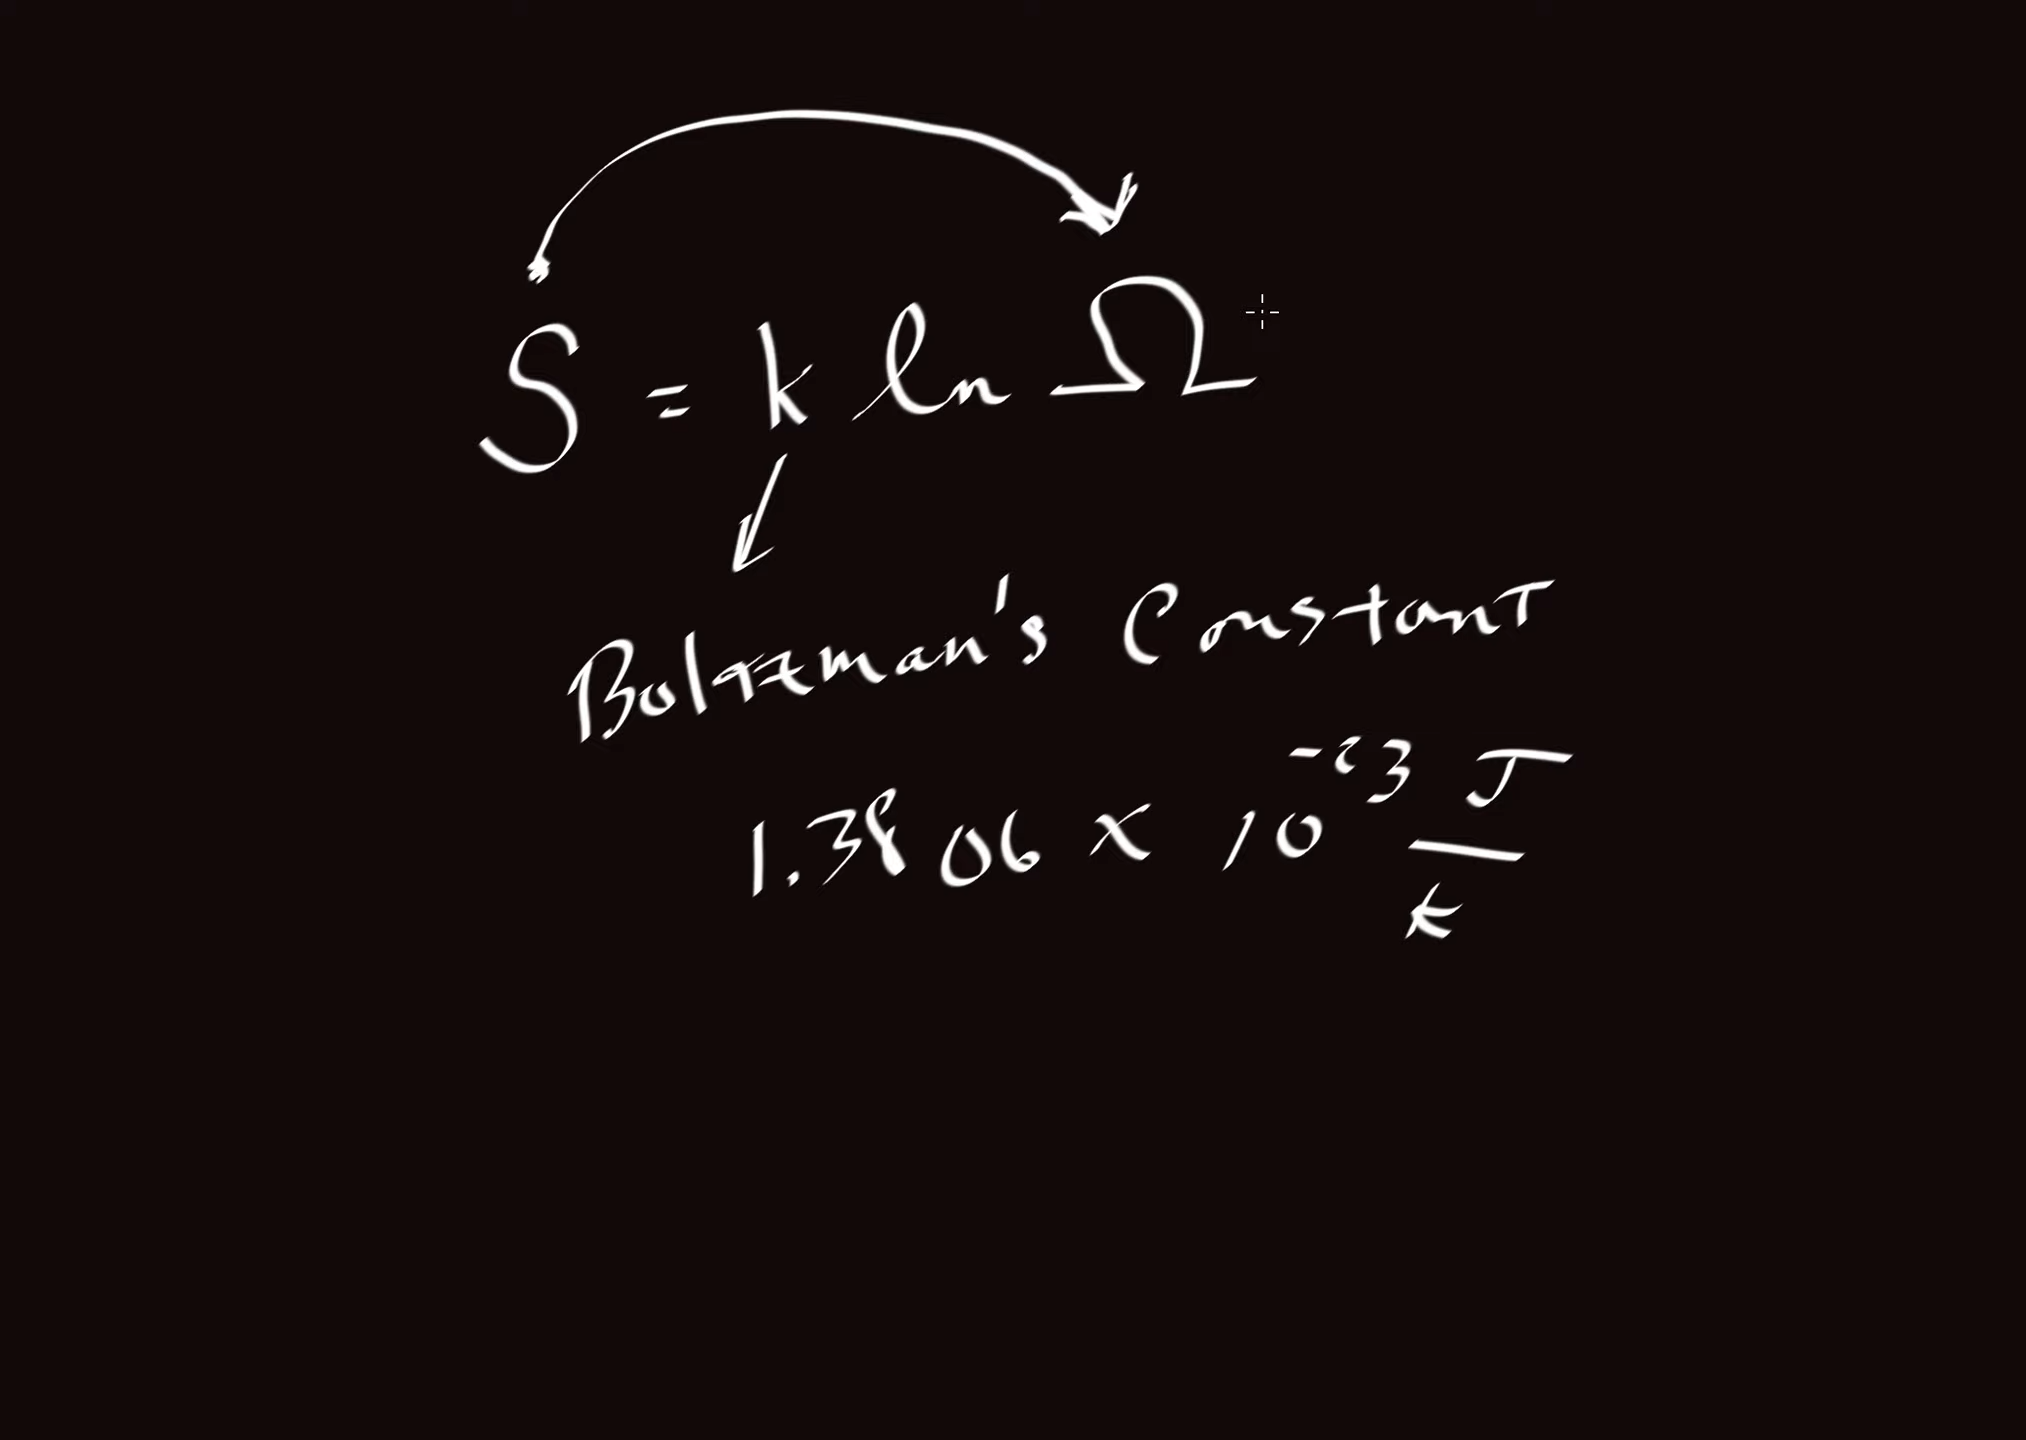 S = k ln Ω
Boltzman's Constant
1.3806 x 10⁻²³ J/K